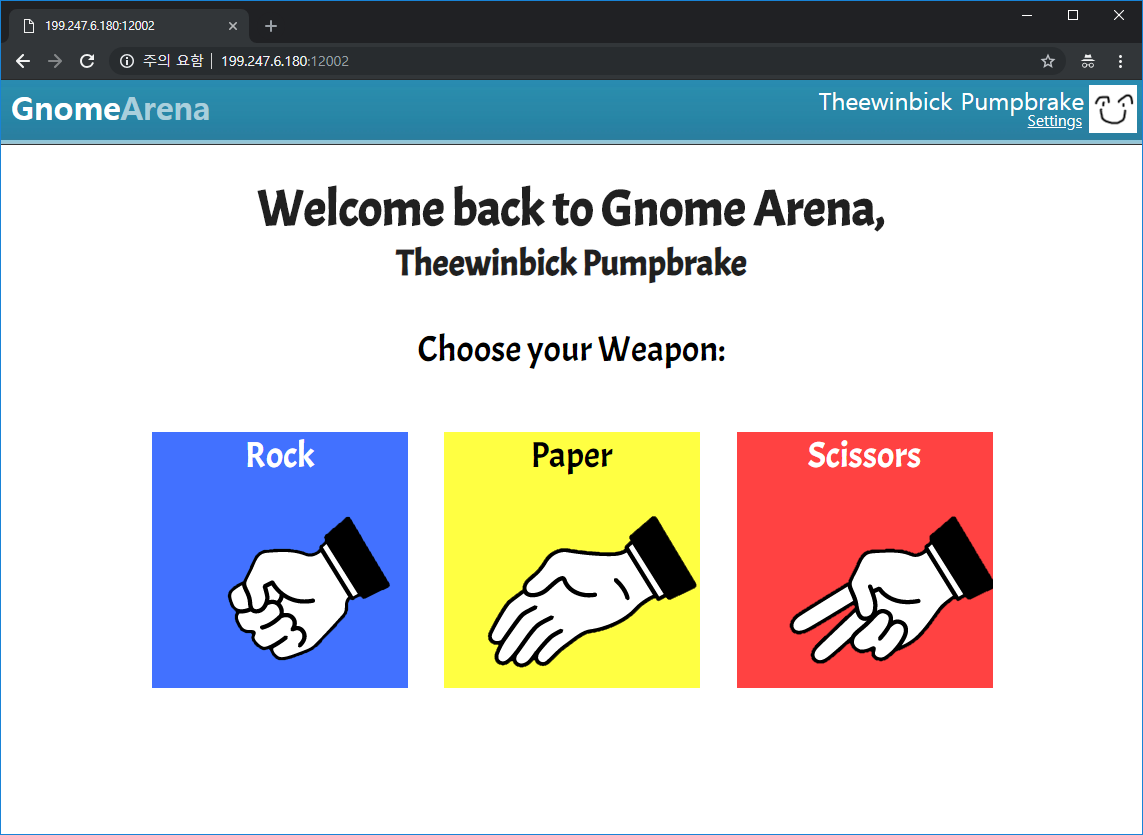 199.247.6.180:12002
주의 요함 | 199.247.6.180:12002
GnomeArena
Theewinbick Pumpbrake
Settings
Welcome back to Gnome Arena,
Theewinbick Pumpbrake
Choose your Weapon:
Rock
Paper
Scissors